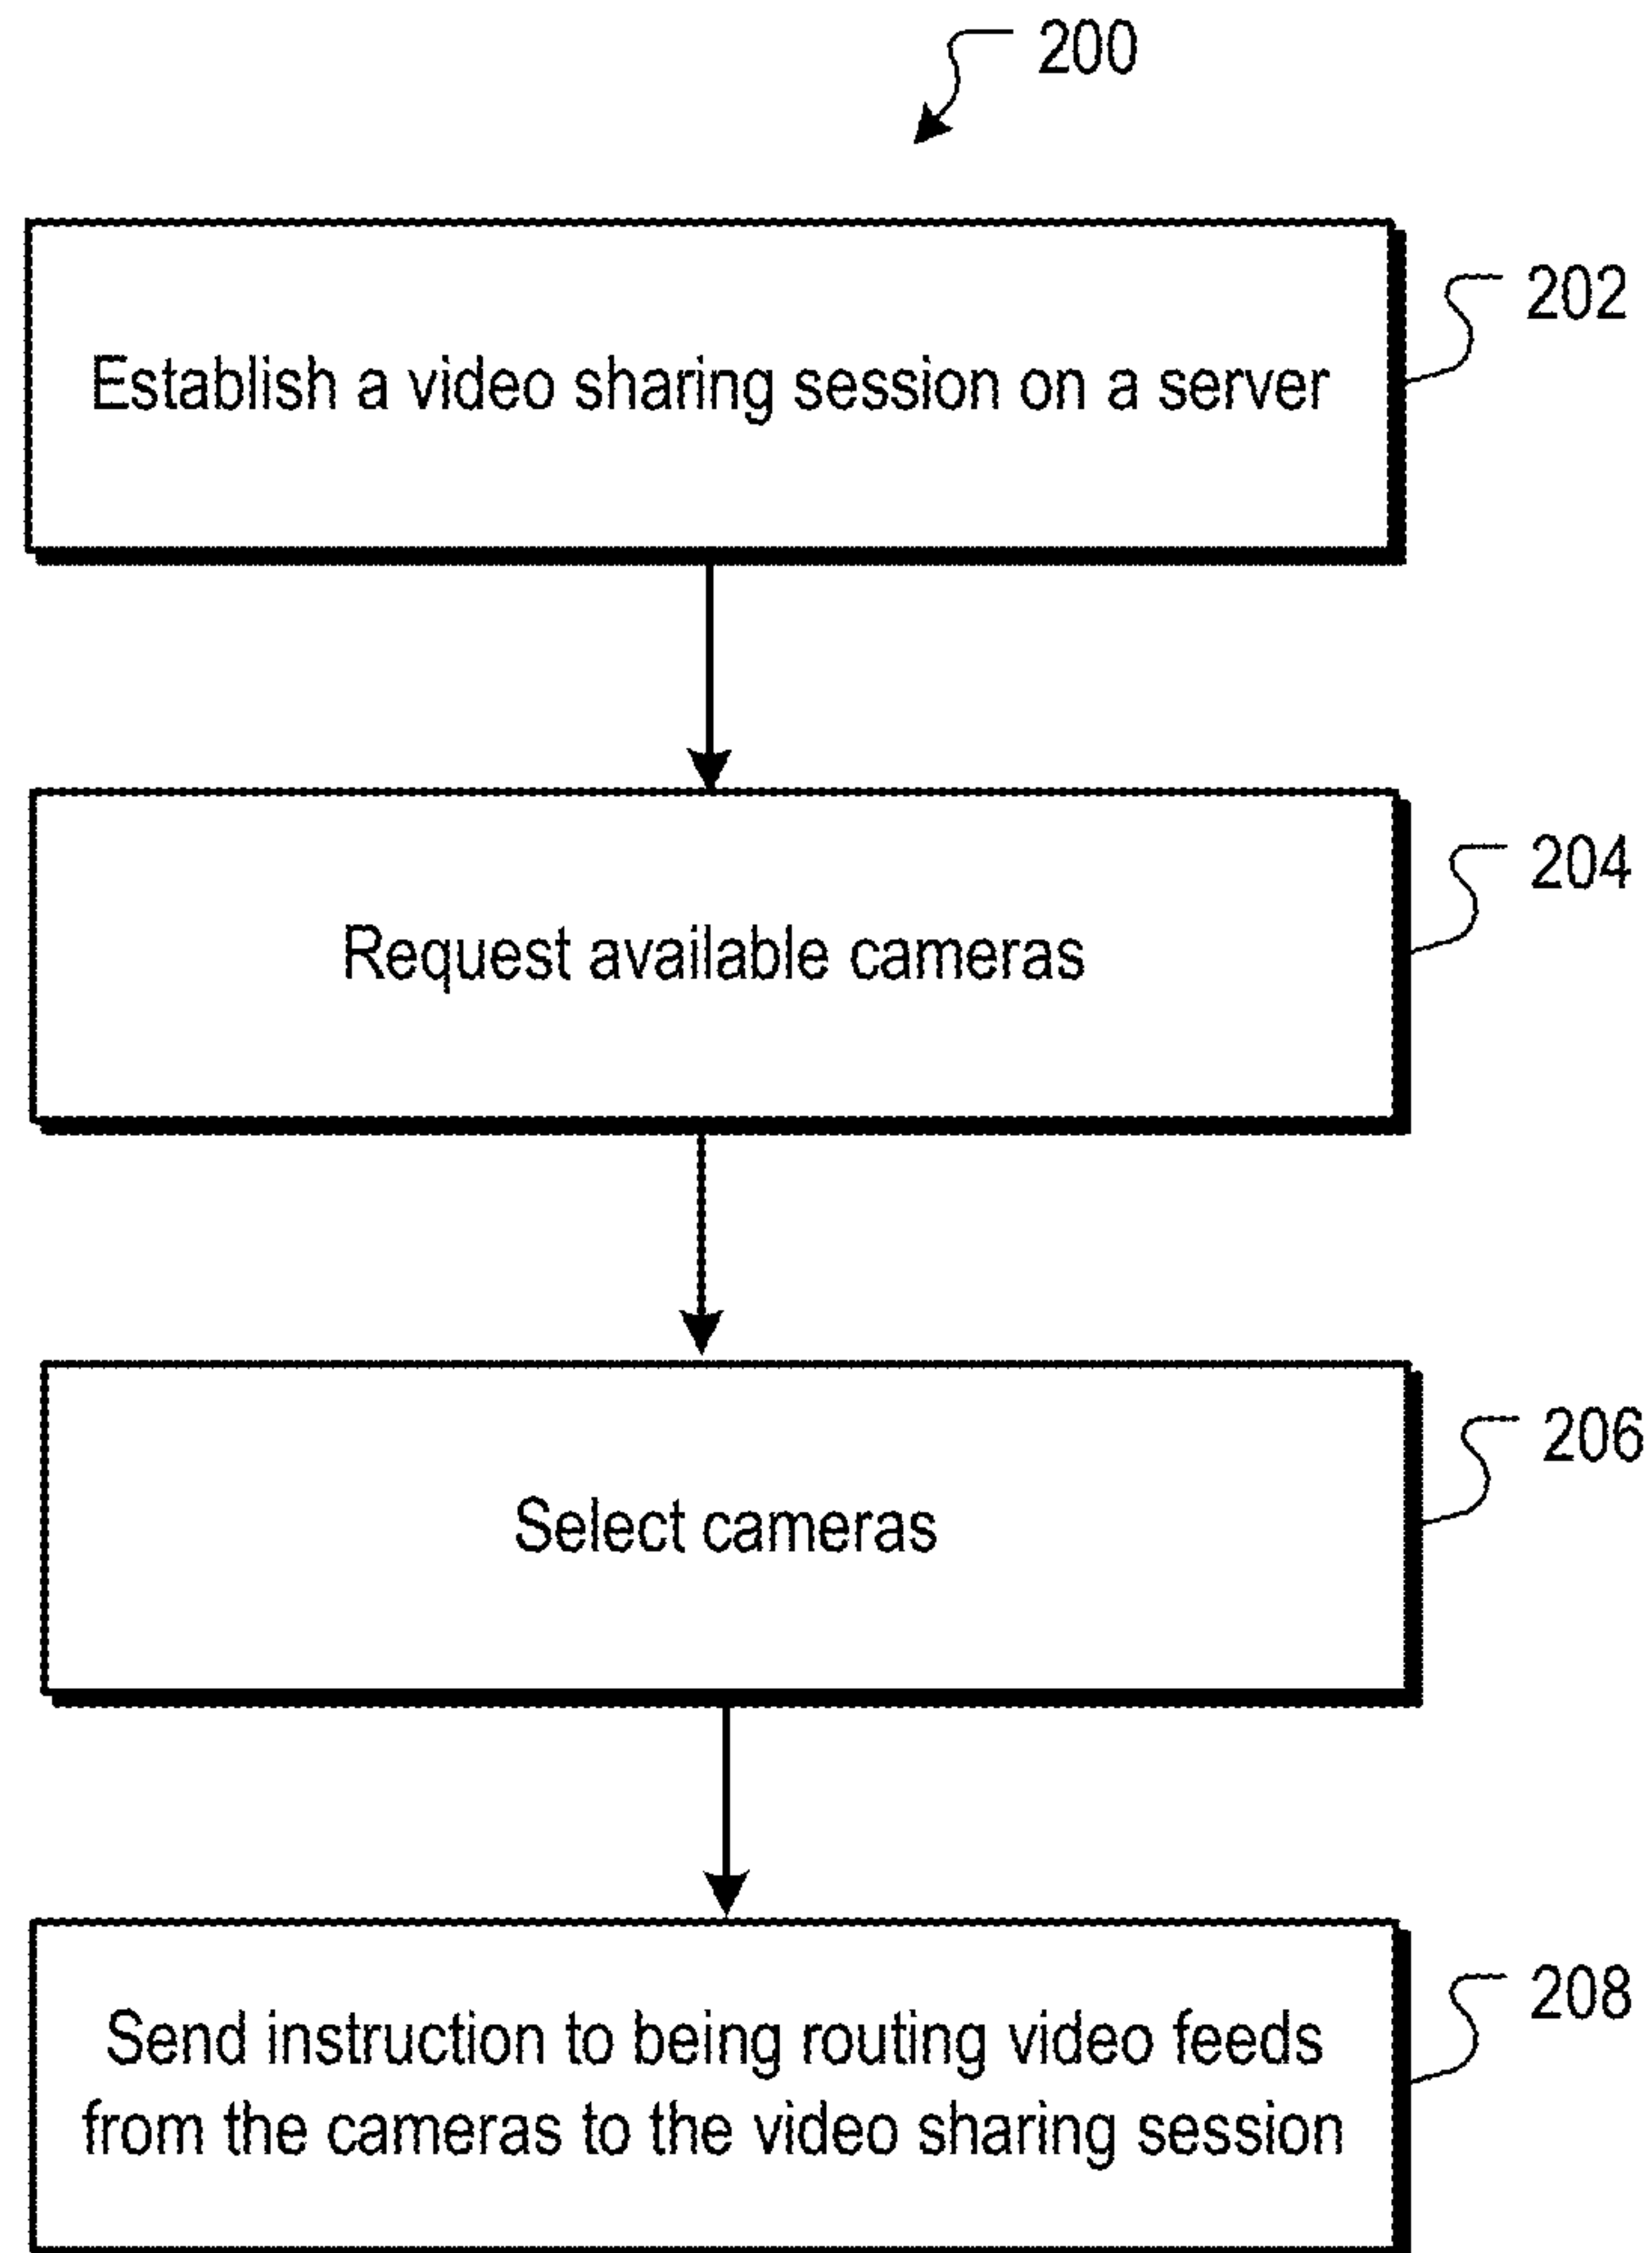 200
Establish a video sharing session on a server
202
Request available cameras
204
Select cameras
206
Send instruction to being routing video feeds
from the cameras to the video sharing session
208